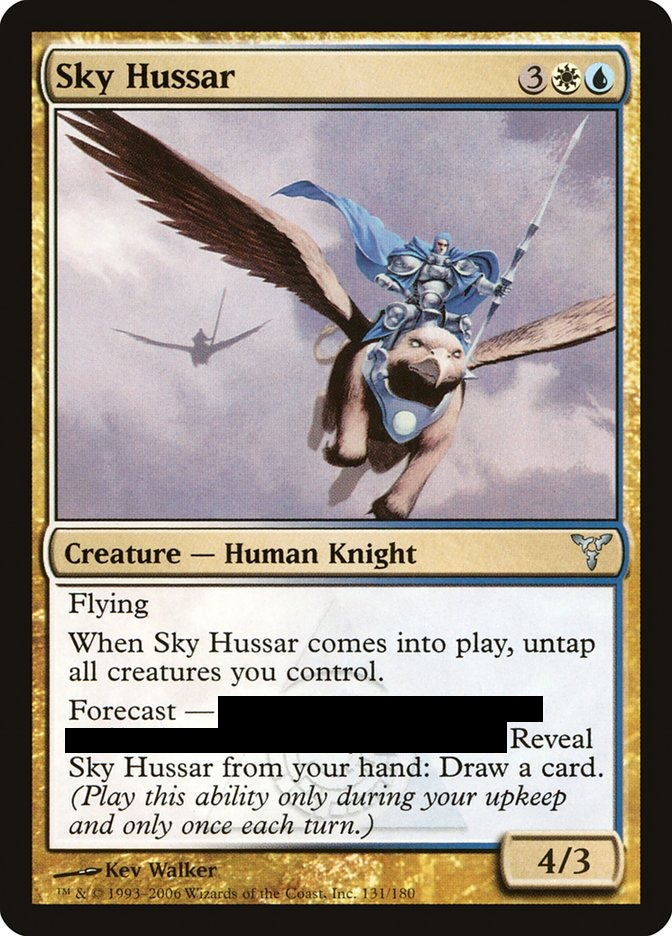 Sky Hussar 3
Creature — Human Knight
Flying
When Sky Hussar comes into play, untap
all creatures you control.
Forecast —
Reveal
Sky Hussar from your hand: Draw a card.
(Play this ability only during your upkeep
and only once each turn.)
4/3
Kev Walker
™ & © 1993–2006 Wizards of the Coast, Inc. 131/180